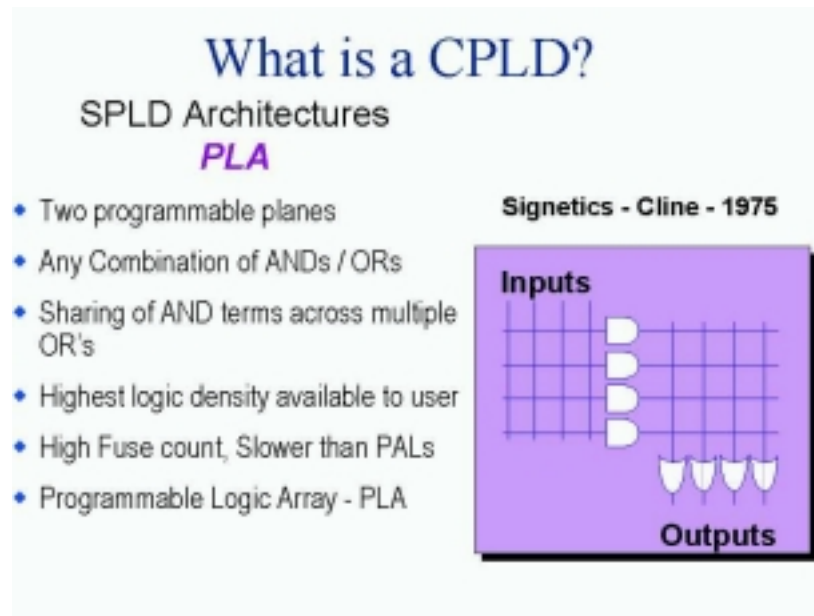 What is a CPLD?
SPLD Architectures
PLA
Two programmable planes
Any Combination of ANDs / ORs
Sharing of AND terms across multiple
OR's
Highest logic density available to user
High Fuse count, Slower than PALs
Programmable Logic Array - PLA
Signetics - Cline - 1975
Inputs
Outputs